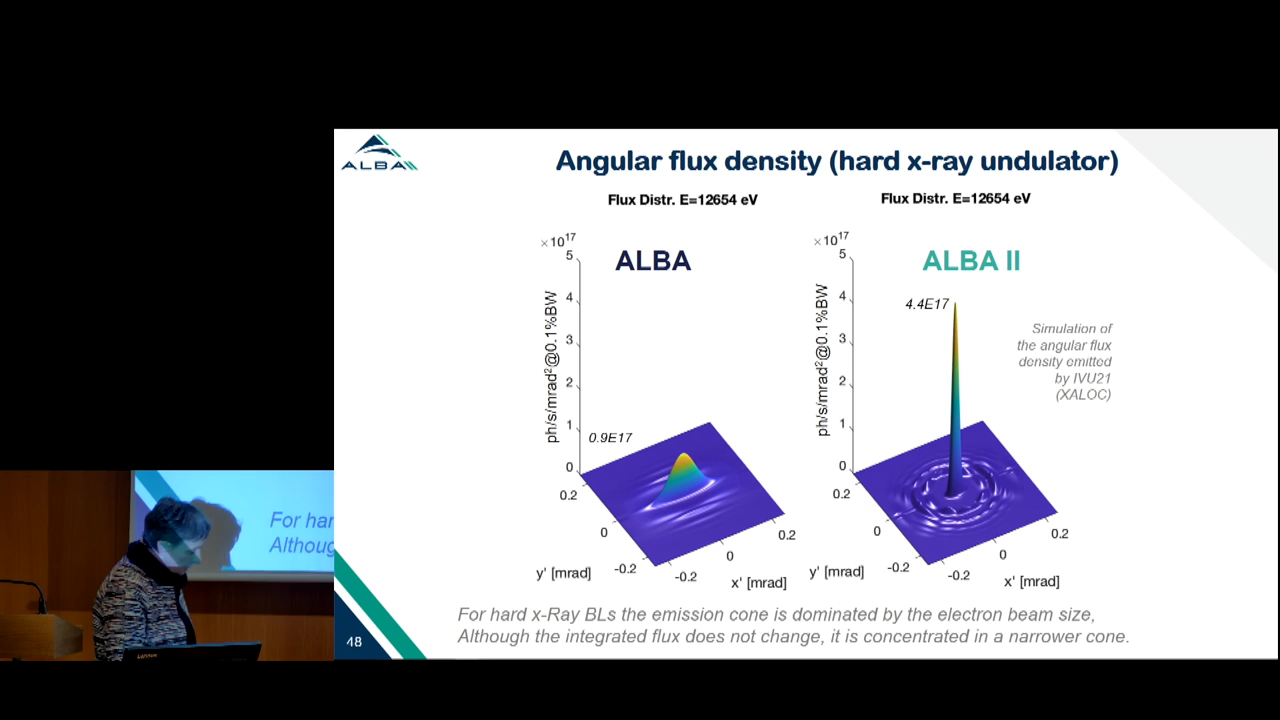 ALBA
Angular flux density (hard x-ray undulator)
Flux Distr. E=12654 eV
ALBA
×10¹⁷
5
4
3
2
1
0
ph/s/mrad²@0.1%BW
0.9E17
0.2
0
-0.2
y' [mrad]
-0.2
0
0.2
x' [mrad]
Flux Distr. E=12654 eV
ALBA II
×10¹⁷
5
4
3
2
1
0
ph/s/mrad²@0.1%BW
4.4E17
0.2
0
-0.2
y' [mrad]
-0.2
0
0.2
x' [mrad]
Simulation of
the angular flux
density emitted
by IVU21
(XALOC)
For hard x-Ray BLs the emission cone is dominated by the electron beam size,
Although the integrated flux does not change, it is concentrated in a narrower cone.
48
For har
Althoug
Lenovo